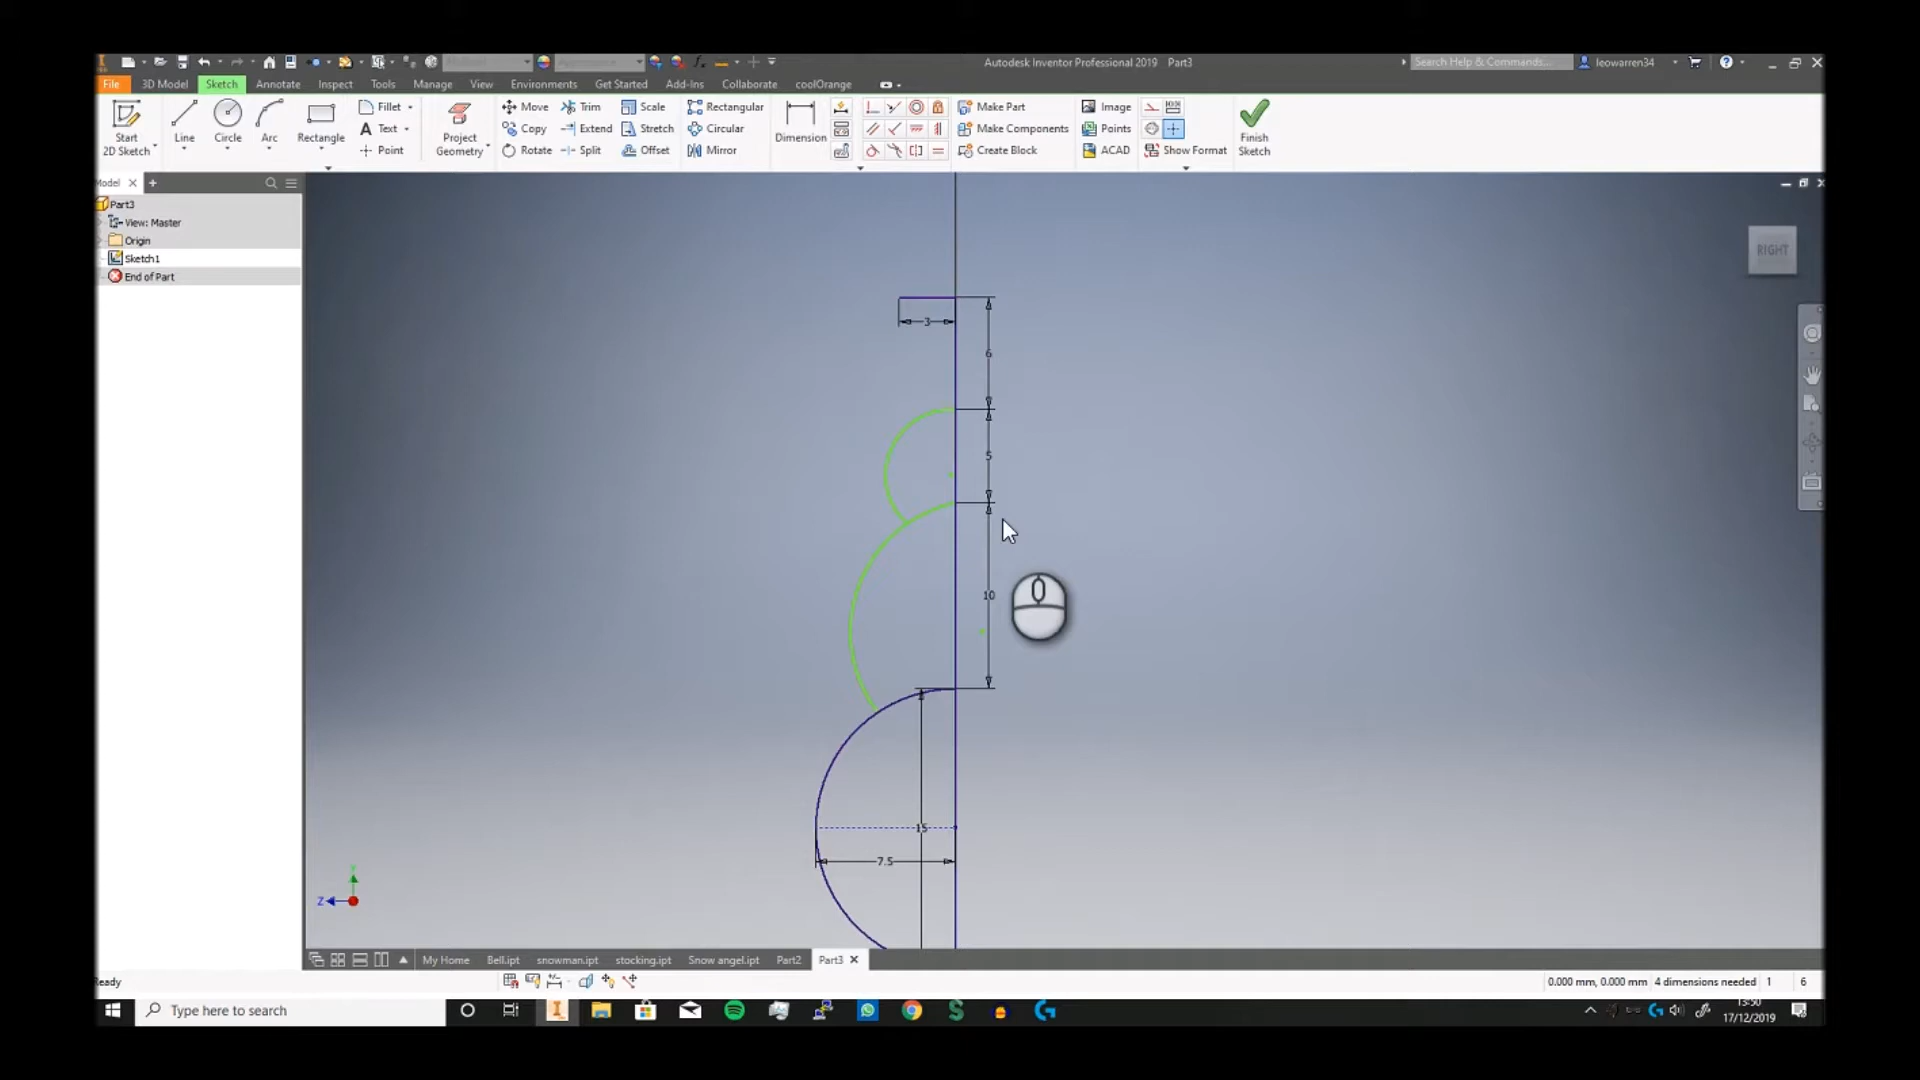 Autodesk Inventor Professional 2019 Part3
Search Help & Commands...
leowarren34
File 3D Model Sketch Annotate Inspect Tools Manage View Environments Get Started Add-Ins Collaborate coolOrange
Start
2D Sketch
Line
Circle
Arc
Rectangle
Fillet
Text
Point
Project
Geometry
Move
Copy
Rotate
Trim
Extend
Split
Scale
Stretch
Offset
Rectangular
Circular
Mirror
Dimension
Make Part
Make Components
Create Block
Image
Points
ACAD
Show Format
Finish
Sketch
Model
Part3
View: Master
Origin
Sketch1
End of Part
RIGHT
3
6
5
10
15
7.5
Y
Z
My Home Bell.ipt snowman.ipt stocking.ipt Snow angel.ipt Part2 Part3
Ready
0.000 mm, 0.000 mm 4 dimensions needed 1 6
Type here to search
13:50
17/12/2019